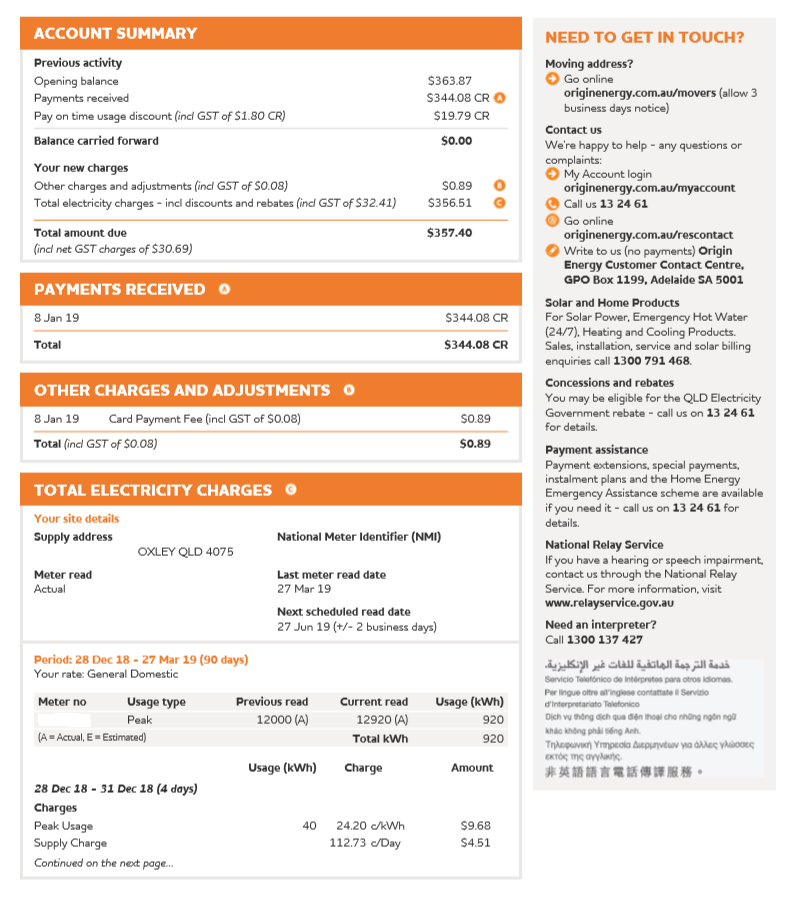 ACCOUNT SUMMARY
Previous activity
Opening balance $363.87
Payments received $344.08 CR A
Pay on time usage discount (incl GST of $1.80 CR) $19.79 CR
Balance carried forward $0.00
Your new charges
Other charges and adjustments (incl GST of $0.08) $0.89 B
Total electricity charges - incl discounts and rebates (incl GST of $32.41) $356.51 C
Total amount due $357.40
(incl net GST charges of $30.69)
PAYMENTS RECEIVED A
8 Jan 19 $344.08 CR
Total $344.08 CR
OTHER CHARGES AND ADJUSTMENTS B
8 Jan 19 Card Payment Fee (incl GST of $0.08) $0.89
Total (incl GST of $0.08) $0.89
TOTAL ELECTRICITY CHARGES C
Your site details
Supply address National Meter Identifier (NMI)
OXLEY QLD 4075
Meter read Last meter read date
Actual 27 Mar 19
Next scheduled read date
27 Jun 19 (+/- 2 business days)
Period: 28 Dec 18 - 27 Mar 19 (90 days)
Your rate: General Domestic
Meter no Usage type Previous read Current read Usage (kWh)
Peak 12000 (A) 12920 (A) 920
(A = Actual, E = Estimated) Total kWh 920
Usage (kWh) Charge Amount
28 Dec 18 - 31 Dec 18 (4 days)
Charges
Peak Usage 40 24.20 c/kWh $9.68
Supply Charge 112.73 c/Day $4.51
Continued on the next page...
NEED TO GET IN TOUCH?
Moving address?
Go online
originenergy.com.au/movers (allow 3
business days notice)
Contact us
We're happy to help - any questions or
complaints:
My Account login
originenergy.com.au/myaccount
Call us 13 24 61
Go online
originenergy.com.au/rescontact
Write to us (no payments) Origin
Energy Customer Contact Centre,
GPO Box 1199, Adelaide SA 5001
Solar and Home Products
For Solar Power, Emergency Hot Water
(24/7), Heating and Cooling Products.
Sales, installation, service and solar billing
enquiries call 1300 791 468.
Concessions and rebates
You may be eligible for the QLD Electricity
Government rebate - call us on 13 24 61
for details.
Payment assistance
Payment extensions, special payments,
instalment plans and the Home Energy
Emergency Assistance scheme are available
if you need it - call us on 13 24 61 for
details.
National Relay Service
If you have a hearing or speech impairment,
contact us through the National Relay
Service. For more information, visit
www.relayservice.gov.au
Need an interpreter?
Call 1300 137 427
خدمة الترجمة الهاتفية للغات غير الإنكليزية.
Servicio Telefónico de Intérpretes para otros idiomas.
Per lingue oltre all'inglese contattate il Servizio
d'Interpretariato Telefonico
Dịch vụ thông dịch qua điện thoại cho những ngôn ngữ
khác không phải tiếng Anh.
Τηλεφωνική Υπηρεσία Διερμηνέων για άλλες γλώσσες
εκτός της αγγλικής.
非英語語言電話傳譯服務。